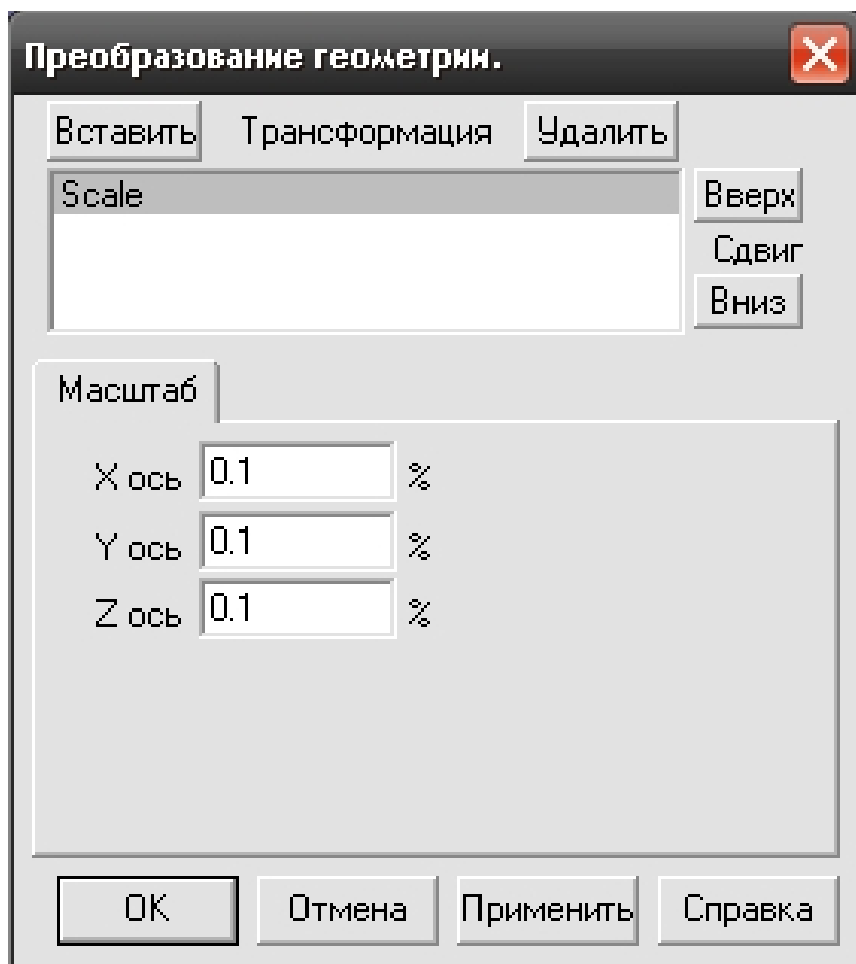 Преобразование геометрии.
Вставить Трансформация Удалить
Scale
Вверх
Сдвиг
Вниз
Масштаб
X ось 0.1 %
Y ось 0.1 %
Z ось 0.1 %
OK Отмена Применить Справка